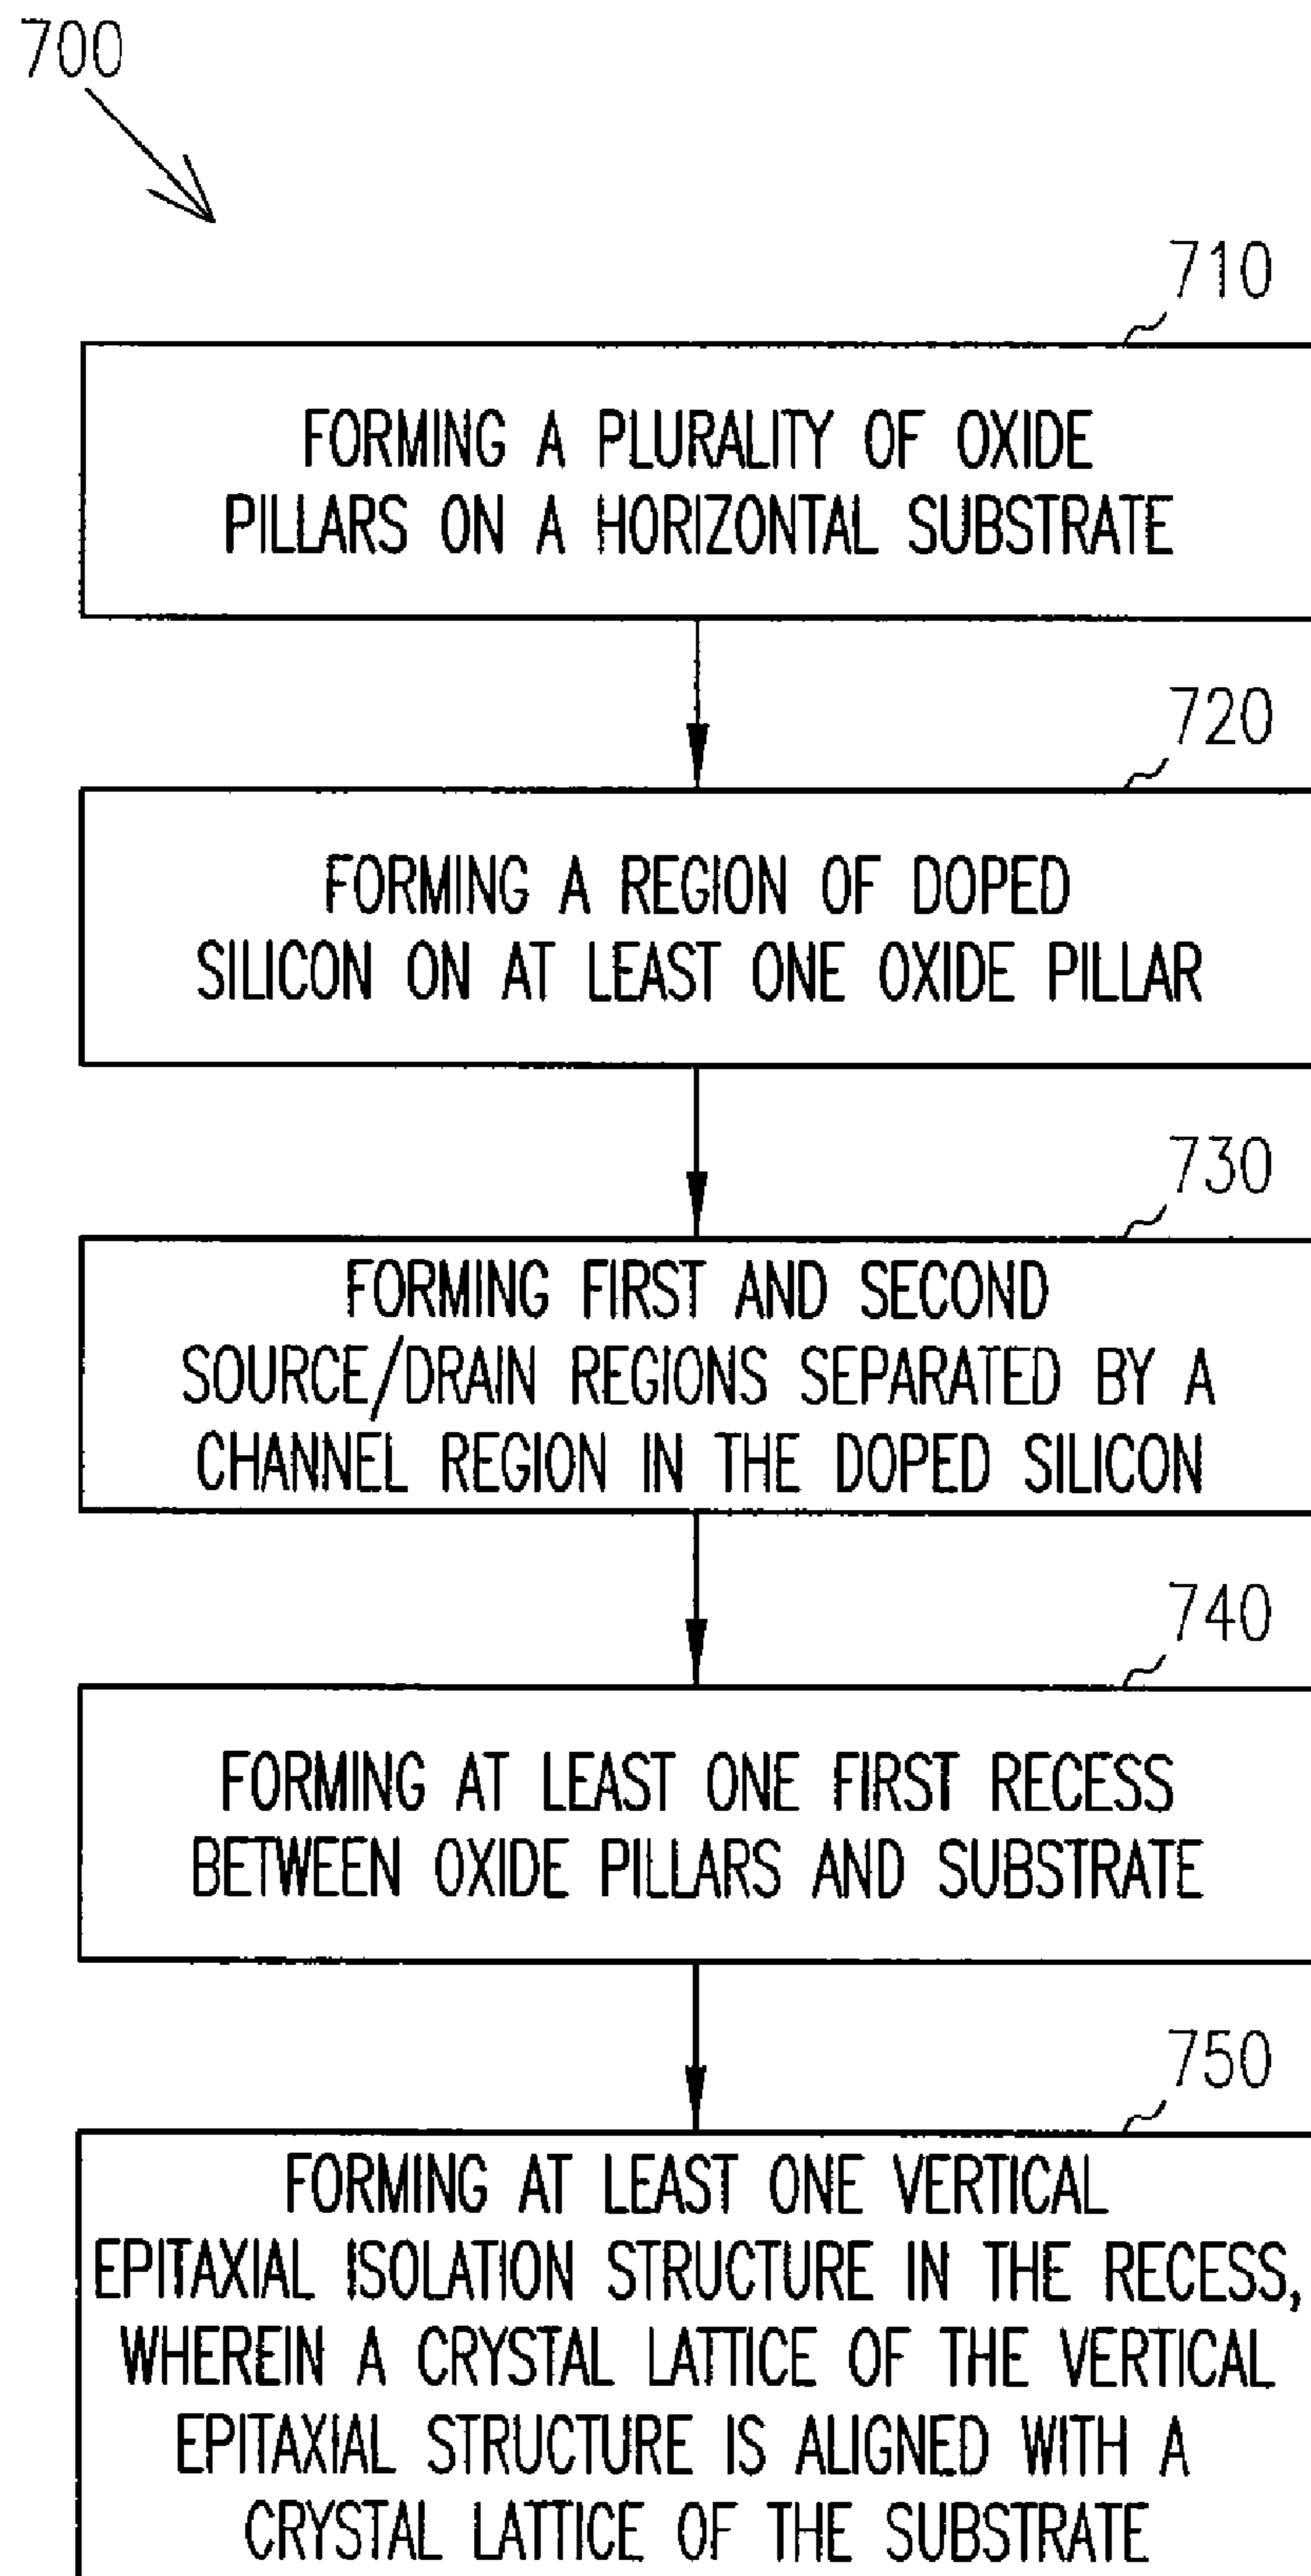 700
710
FORMING A PLURALITY OF OXIDE
PILLARS ON A HORIZONTAL SUBSTRATE
720
FORMING A REGION OF DOPED
SILICON ON AT LEAST ONE OXIDE PILLAR
730
FORMING FIRST AND SECOND
SOURCE/DRAIN REGIONS SEPARATED BY A
CHANNEL REGION IN THE DOPED SILICON
740
FORMING AT LEAST ONE FIRST RECESS
BETWEEN OXIDE PILLARS AND SUBSTRATE
750
FORMING AT LEAST ONE VERTICAL
EPITAXIAL ISOLATION STRUCTURE IN THE RECESS,
WHEREIN A CRYSTAL LATTICE OF THE VERTICAL
EPITAXIAL STRUCTURE IS ALIGNED WITH A
CRYSTAL LATTICE OF THE SUBSTRATE